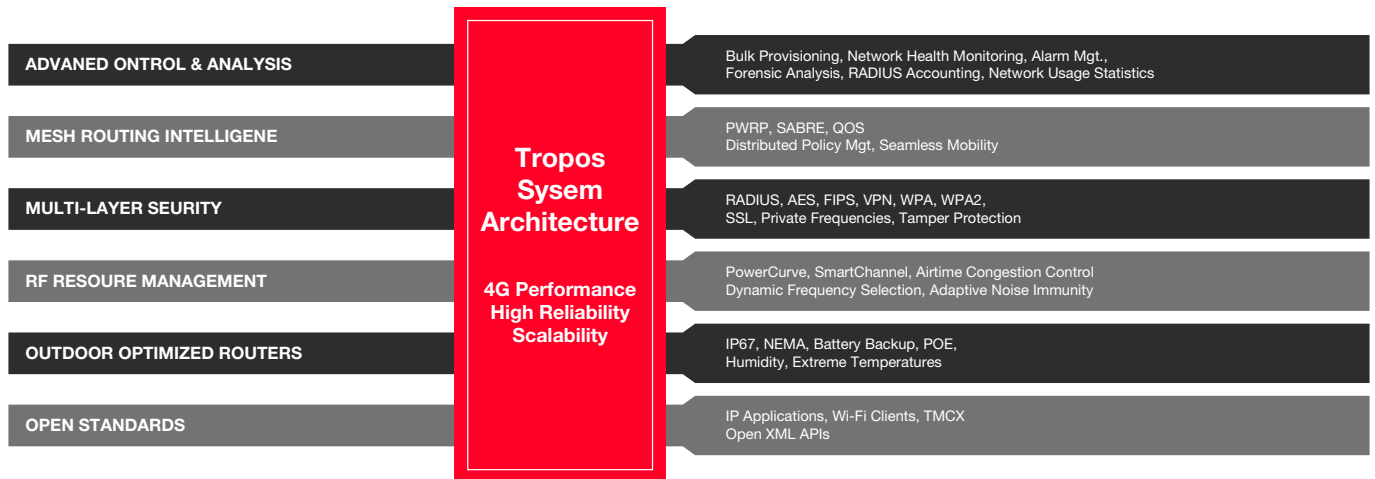 ADVANED ONTROL & ANALYSIS
Bulk Provisioning, Network Health Monitoring, Alarm Mgt.,
Forensic Analysis, RADIUS Accounting, Network Usage Statistics
MESH ROUTING INTELLIGENE
PWRP, SABRE, QOS
Distributed Policy Mgt, Seamless Mobility
MULTI-LAYER SEURITY
RADIUS, AES, FIPS, VPN, WPA, WPA2,
SSL, Private Frequencies, Tamper Protection
RF RESOURE MANAGEMENT
PowerCurve, SmartChannel, Airtime Congestion Control
Dynamic Frequency Selection, Adaptive Noise Immunity
OUTDOOR OPTIMIZED ROUTERS
IP67, NEMA, Battery Backup, POE,
Humidity, Extreme Temperatures
OPEN STANDARDS
IP Applications, Wi-Fi Clients, TMCX
Open XML APIs
Tropos
Sysem
Architecture
4G Performance
High Reliability
Scalability